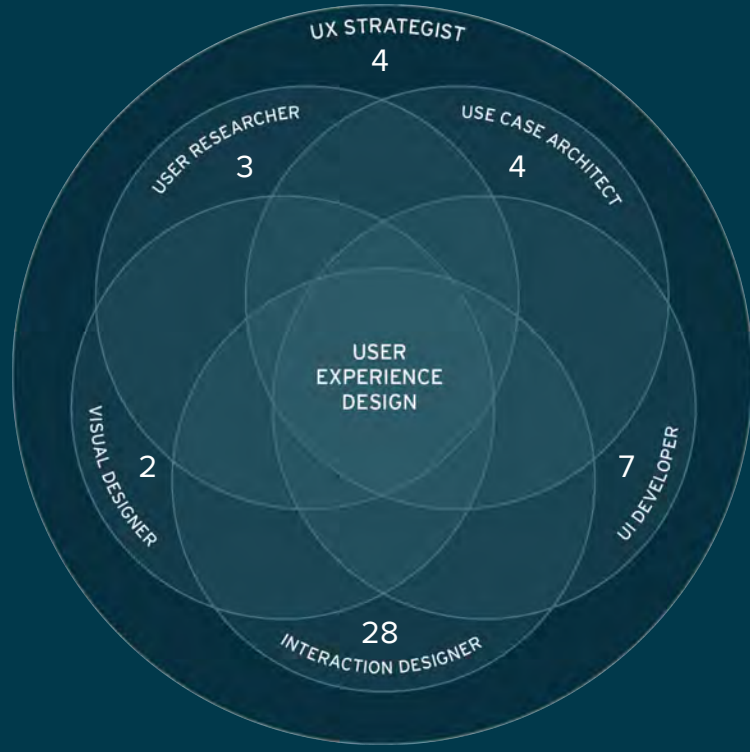 UX STRATEGIST
4
USER RESEARCHER
3
USE CASE ARCHITECT
4
USER
EXPERIENCE
DESIGN
VISUAL DESIGNER
2
7
UI DEVELOPER
28
INTERACTION DESIGNER